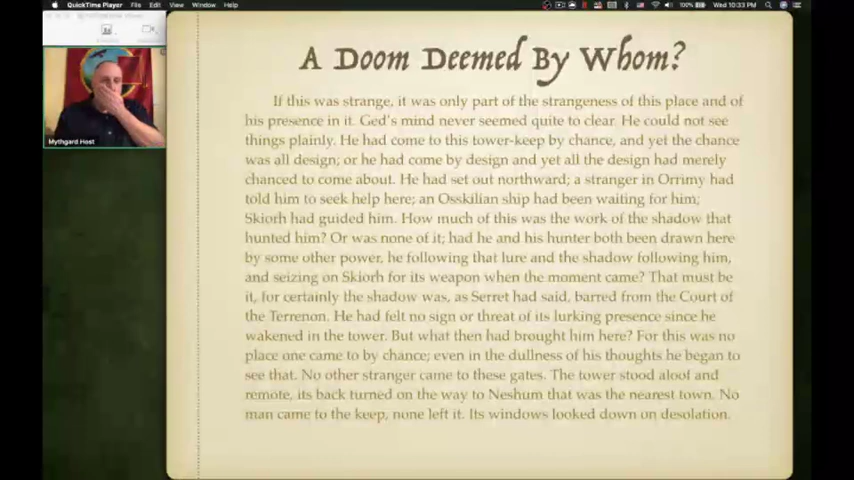 QuickTime Player File Edit View Window Help
100% Wed 10:33 PM
Mythgard Host
A Doom Deemed By Whom?
If this was strange, it was only part of the strangeness of this place and of
his presence in it. Ged's mind never seemed quite to clear. He could not see
things plainly. He had come to this tower-keep by chance, and yet the chance
was all design; or he had come by design and yet all the design had merely
chanced to come about. He had set out northward; a stranger in Orrimy had
told him to seek help here; an Osskilian ship had been waiting for him;
Skiorh had guided him. How much of this was the work of the shadow that
hunted him? Or was none of it; had he and his hunter both been drawn here
by some other power, he following that lure and the shadow following him,
and seizing on Skiorh for its weapon when the moment came? That must be
it, for certainly the shadow was, as Serret had said, barred from the Court of
the Terrenon. He had felt no sign or threat of its lurking presence since he
wakened in the tower. But what then had brought him here? For this was no
place one came to by chance; even in the dullness of his thoughts he began to
see that. No other stranger came to these gates. The tower stood aloof and
remote, its back turned on the way to Neshum that was the nearest town. No
man came to the keep, none left it. Its windows looked down on desolation.